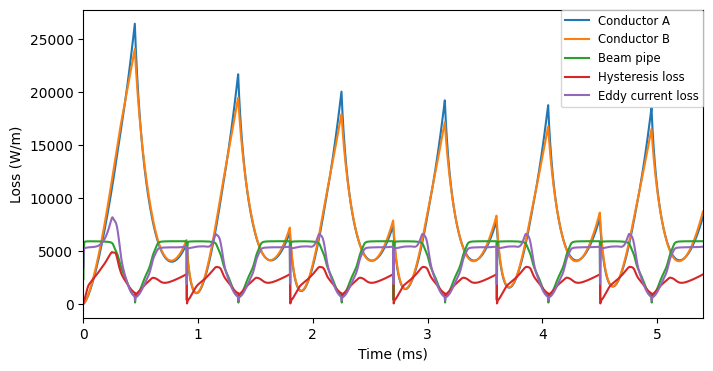 Loss (W/m)
25000
20000
15000
10000
5000
0
Conductor A
Conductor B
Beam pipe
Hysteresis loss
Eddy current loss
0 1 2 3 4 5
Time (ms)